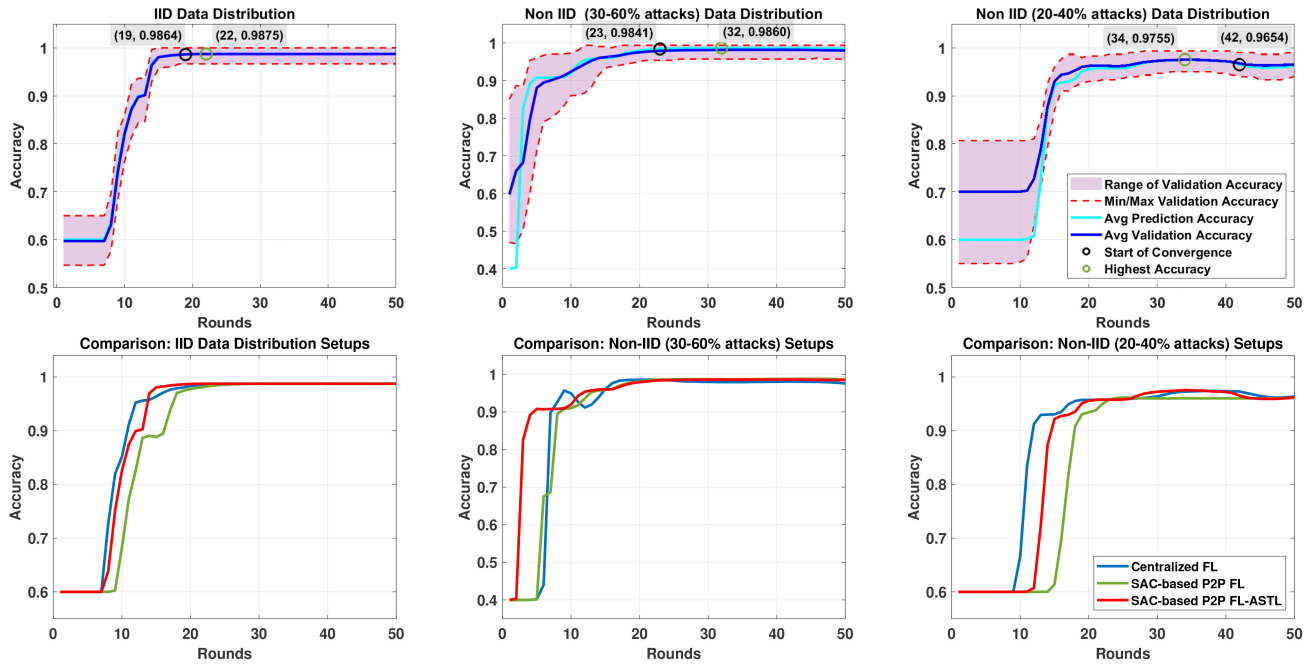 IID Data Distribution
(19, 0.9864)
(22, 0.9875)
1
0.9
0.8
0.7
0.6
0.5
Accuracy
0
10
20
30
40
50
Rounds
Non IID (30-60% attacks) Data Distribution
(23, 0.9841)
(32, 0.9860)
1
0.9
0.8
0.7
0.6
0.5
0.4
Accuracy
0
10
20
30
40
50
Rounds
Non IID (20-40% attacks) Data Distribution
(34, 0.9755)
(42, 0.9654)
1
0.9
0.8
0.7
0.6
0.5
Accuracy
Range of Validation Accuracy
Min/Max Validation Accuracy
Avg Prediction Accuracy
Avg Validation Accuracy
Start of Convergence
Highest Accuracy
0
10
20
30
40
50
Rounds
Comparison: IID Data Distribution Setups
1
0.9
0.8
0.7
0.6
Accuracy
0
10
20
30
40
50
Rounds
Comparison: Non-IID (30-60% attacks) Setups
1
0.9
0.8
0.7
0.6
0.5
0.4
Accuracy
0
10
20
30
40
50
Rounds
Comparison: Non-IID (20-40% attacks) Setups
1
0.9
0.8
0.7
0.6
Accuracy
Centralized FL
SAC-based P2P FL
SAC-based P2P FL-ASTL
0
10
20
30
40
50
Rounds